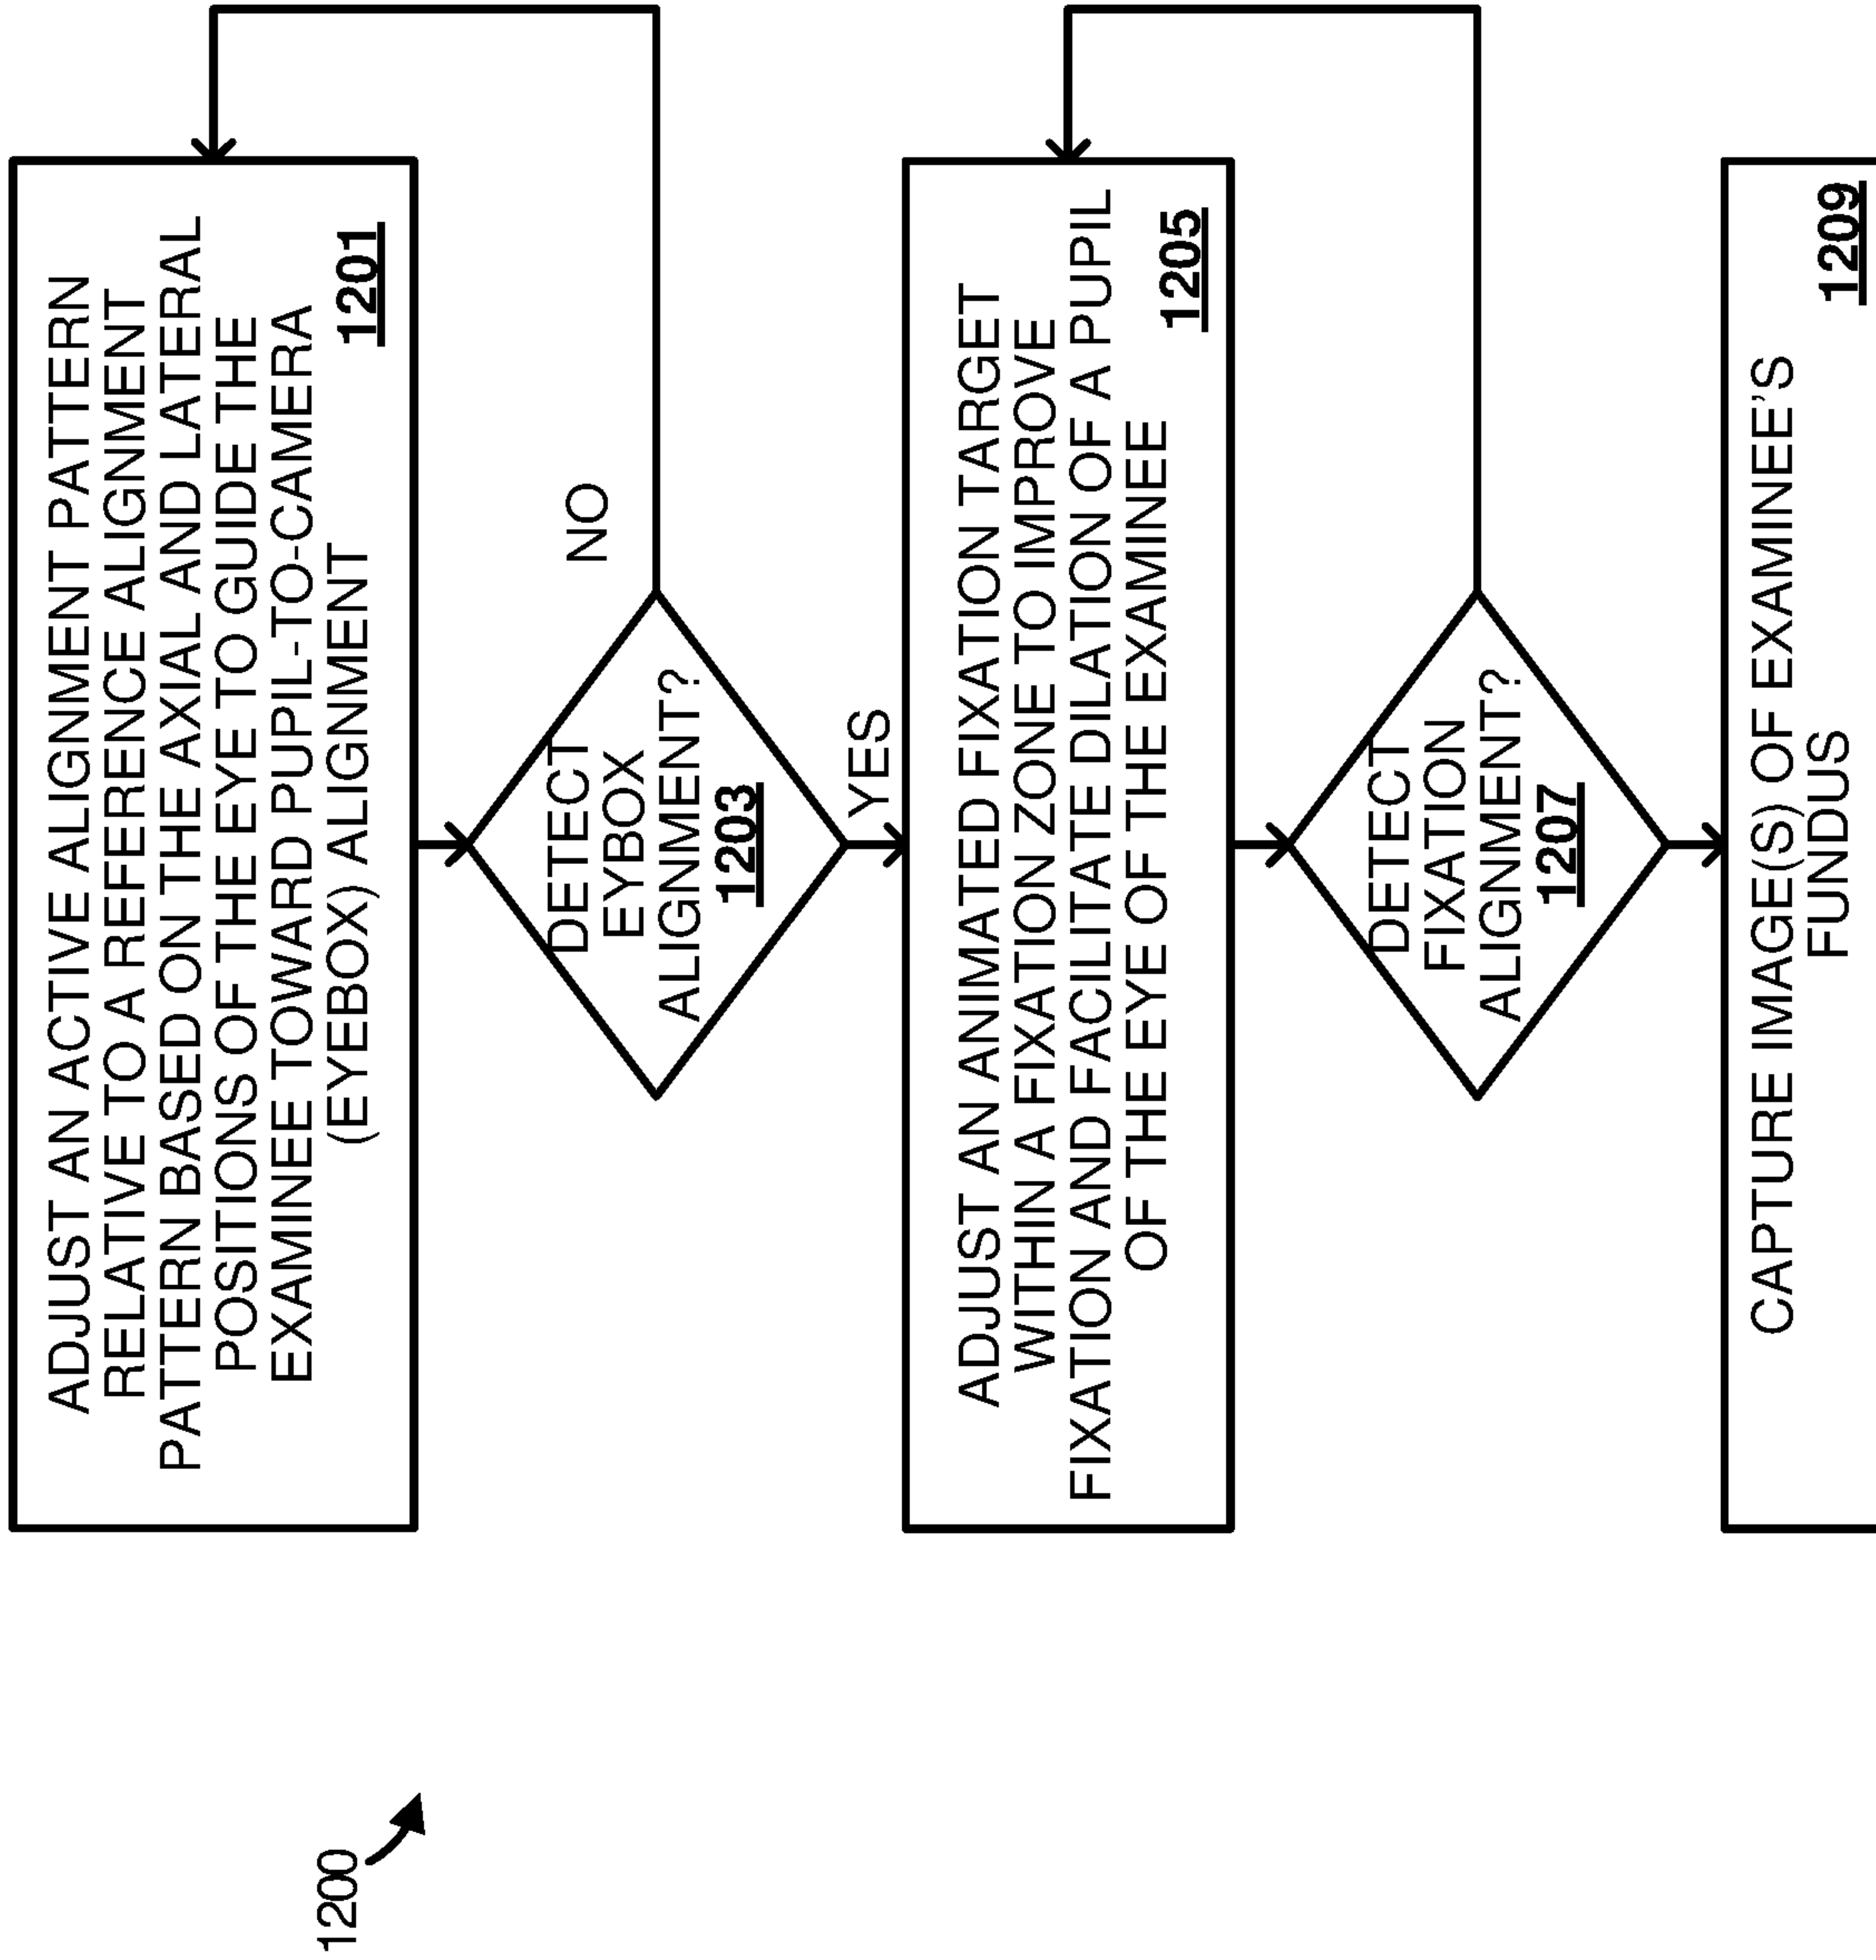 1200
ADJUST AN ACTIVE ALIGNMENT PATTERN
RELATIVE TO A REFERENCE ALIGNMENT
PATTERN BASED ON THE AXIAL AND LATERAL
POSITIONS OF THE EYE TO GUIDE THE
EXAMINEE TOWARD PUPIL-TO-CAMERA
(EYEBOX) ALIGNMENT
1201
DETECT
EYBOX
ALIGNMENT?
1203
NO
YES
ADJUST AN ANIMATED FIXATION TARGET
WITHIN A FIXATION ZONE TO IMPROVE
FIXATION AND FACILITATE DILATION OF A PUPIL
OF THE EYE OF THE EXAMINEE
1205
DETECT
FIXATION
ALIGNMENT?
1207
CAPTURE IMAGE(S) OF EXAMINEE'S
FUNDUS
1209